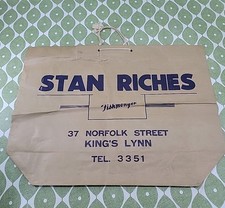 STAN RICHES
Fishmonger
37 NORFOLK STREET
KING'S LYNN
TEL. 3351